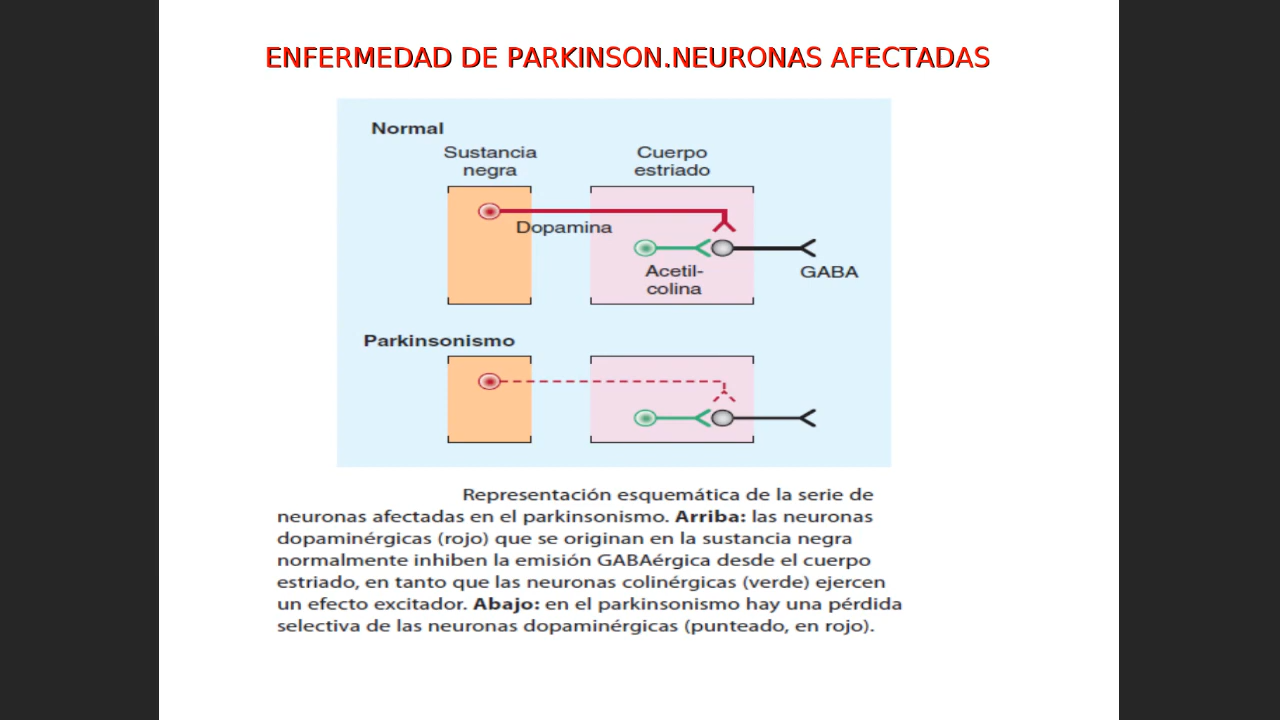 ENFERMEDAD DE PARKINSON.NEURONAS AFECTADAS
Normal
Sustancia
negra
Cuerpo
estriado
Dopamina
Acetil-
colina
GABA
Parkinsonismo
Representación esquemática de la serie de
neuronas afectadas en el parkinsonismo. Arriba: las neuronas
dopaminérgicas (rojo) que se originan en la sustancia negra
normalmente inhiben la emisión GABAérgica desde el cuerpo
estriado, en tanto que las neuronas colinérgicas (verde) ejercen
un efecto excitador. Abajo: en el parkinsonismo hay una pérdida
selectiva de las neuronas dopaminérgicas (punteado, en rojo).